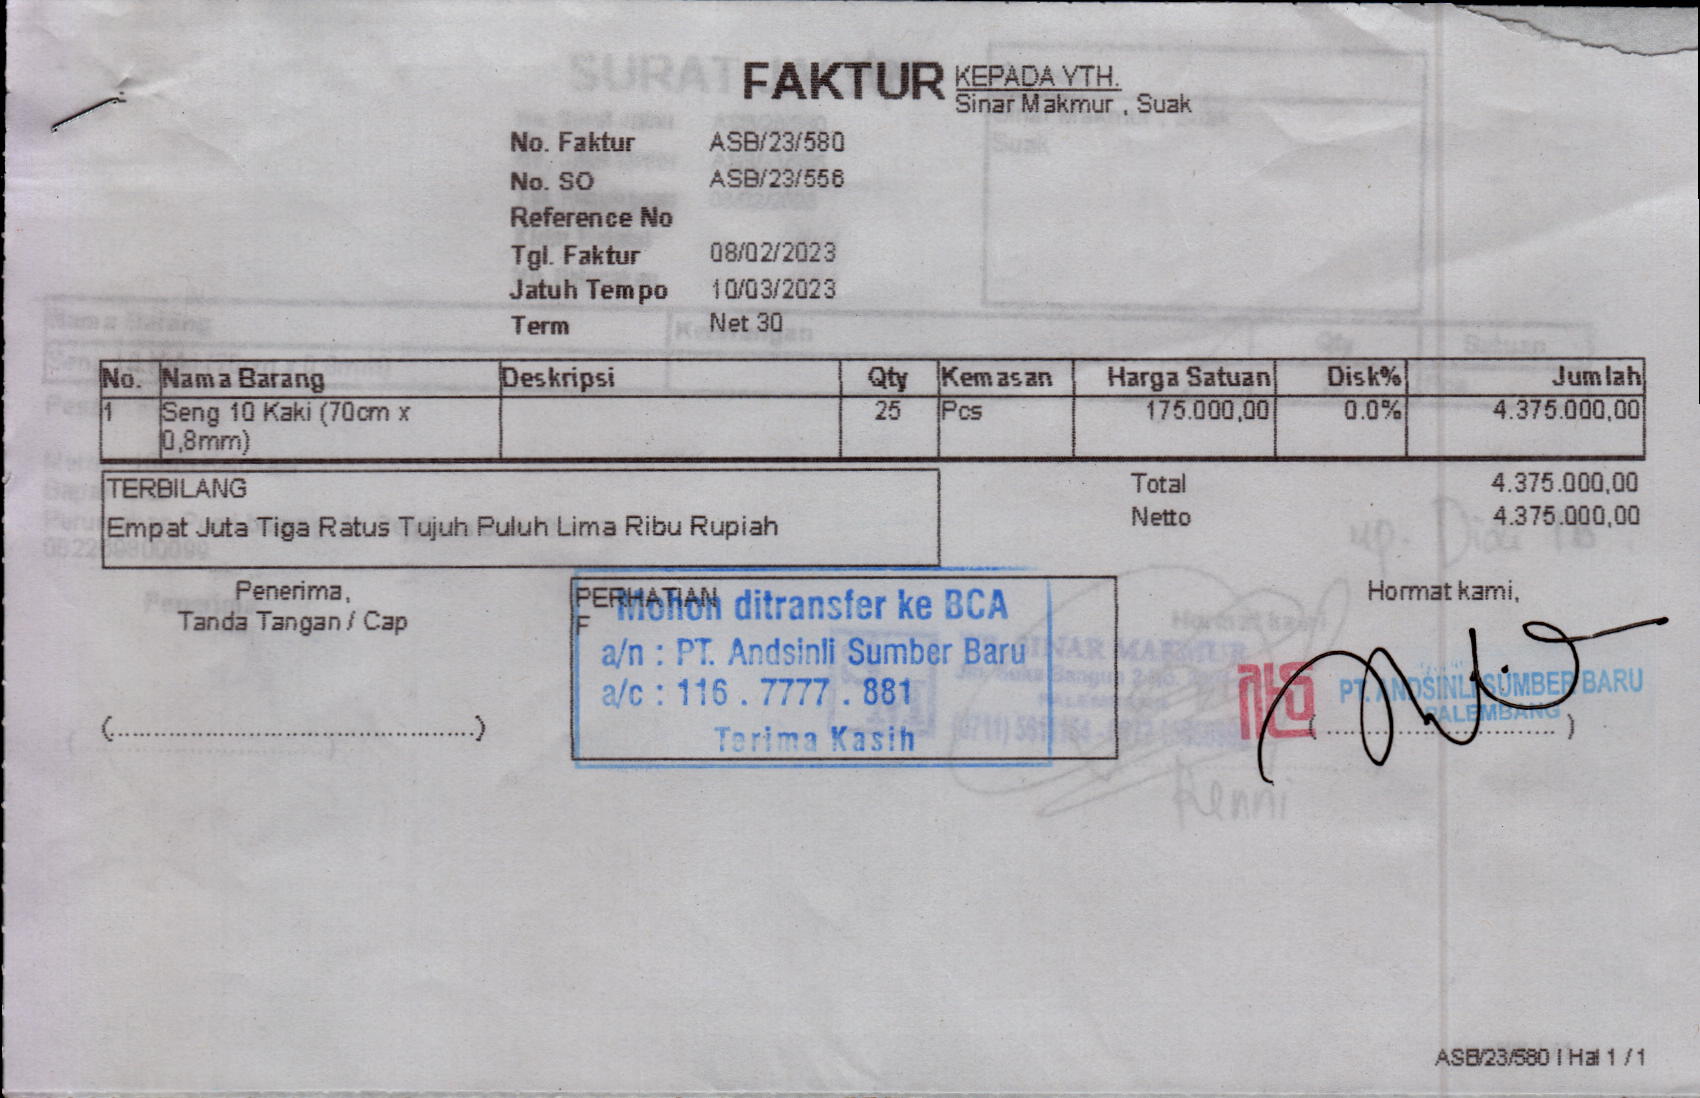 FAKTUR
KEPADA YTH.
Sinar Makmur , Suak
No. Faktur ASB/23/580
No. SO ASB/23/556
Reference No
Tgl. Faktur 08/02/2023
Jatuh Tempo 10/03/2023
Term Net 30
No. Nama Barang Deskripsi Qty Kemasan Harga Satuan Disk% Jumlah
1 Seng 10 Kaki (70cm x 25 Pcs 175.000,00 0.0% 4.375.000,00
0,8mm)
TERBILANG
Empat Juta Tiga Ratus Tujuh Puluh Lima Ribu Rupiah
Total 4.375.000,00
Netto 4.375.000,00
Penerima,
Tanda Tangan / Cap
(....................................................)
PERHATIAN
F
Mohon ditransfer ke BCA
a/n : PT. Andsinli Sumber Baru
a/c : 116 . 7777 . 881
Terima Kasih
Hormat kami,
PT. ANDSINLI SUMBER BARU
PALEMBANG
(....................................)
ASB/23/580 | Hal 1 / 1